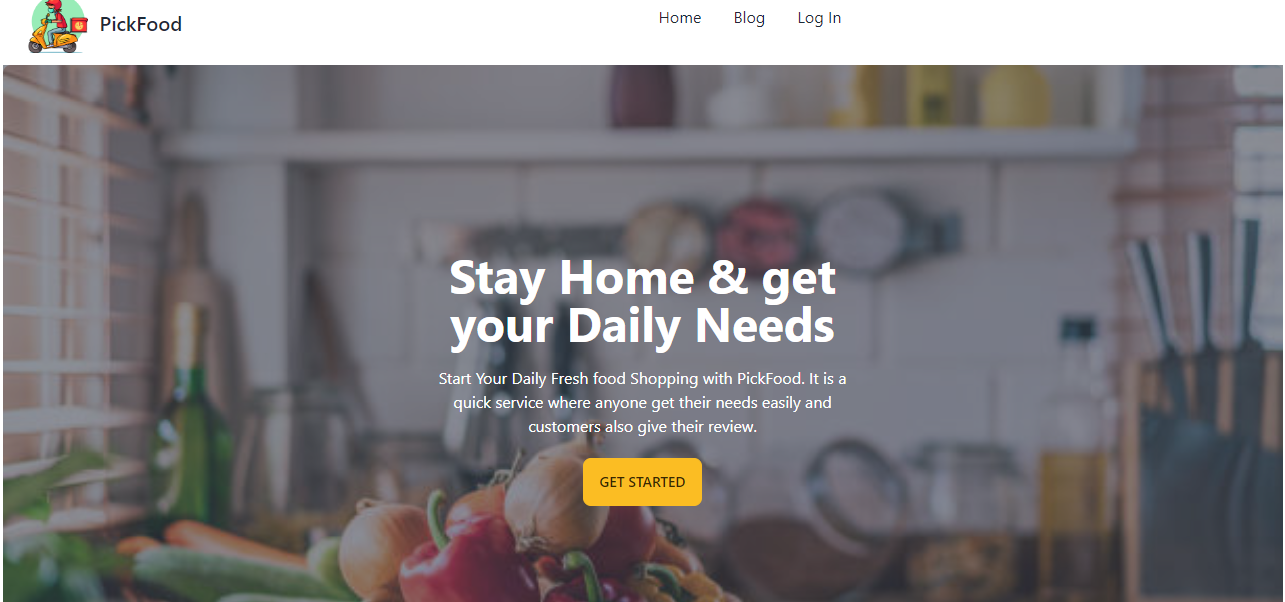 PickFood
Home Blog Log In
Stay Home & get
your Daily Needs
Start Your Daily Fresh food Shopping with PickFood. It is a
quick service where anyone get their needs easily and
customers also give their review.
GET STARTED